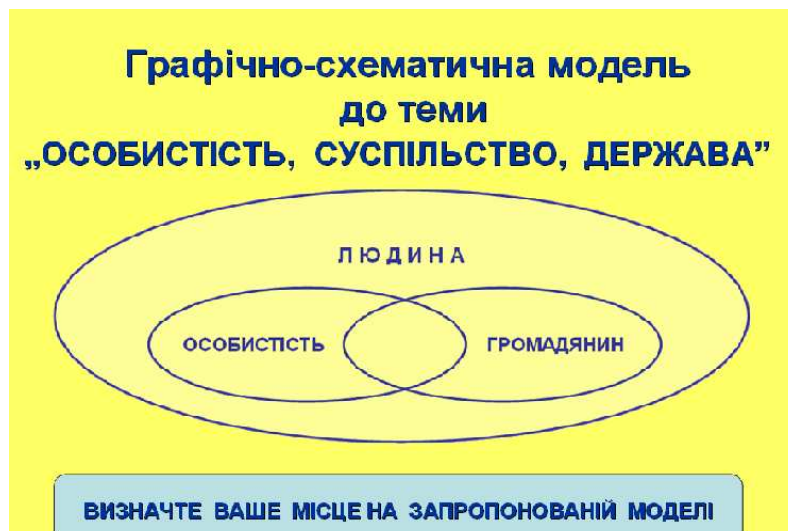 Графічно-схематична модель
до теми
„ОСОБИСТІСТЬ, СУСПІЛЬСТВО, ДЕРЖАВА”
ЛЮДИНА
ОСОБИСТІСТЬ ГРОМАДЯНИН
ВИЗНАЧТЕ ВАШЕ МІСЦЕ НА ЗАПРОПОНОВАНІЙ МОДЕЛІ